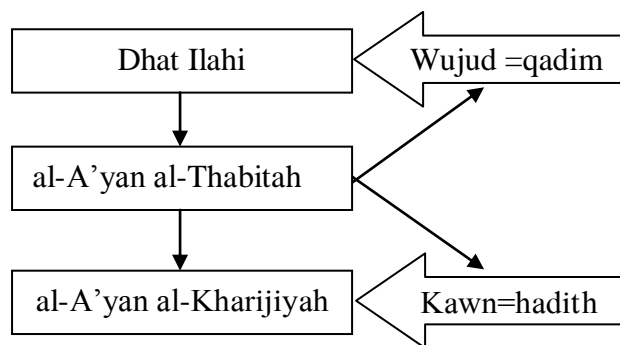 Dhat Ilahi
Wujud =qadim
al-A’yan al-Thabitah
al-A’yan al-Kharijiyah
Kawn=hadith